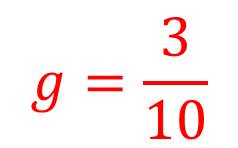 g = 3/10